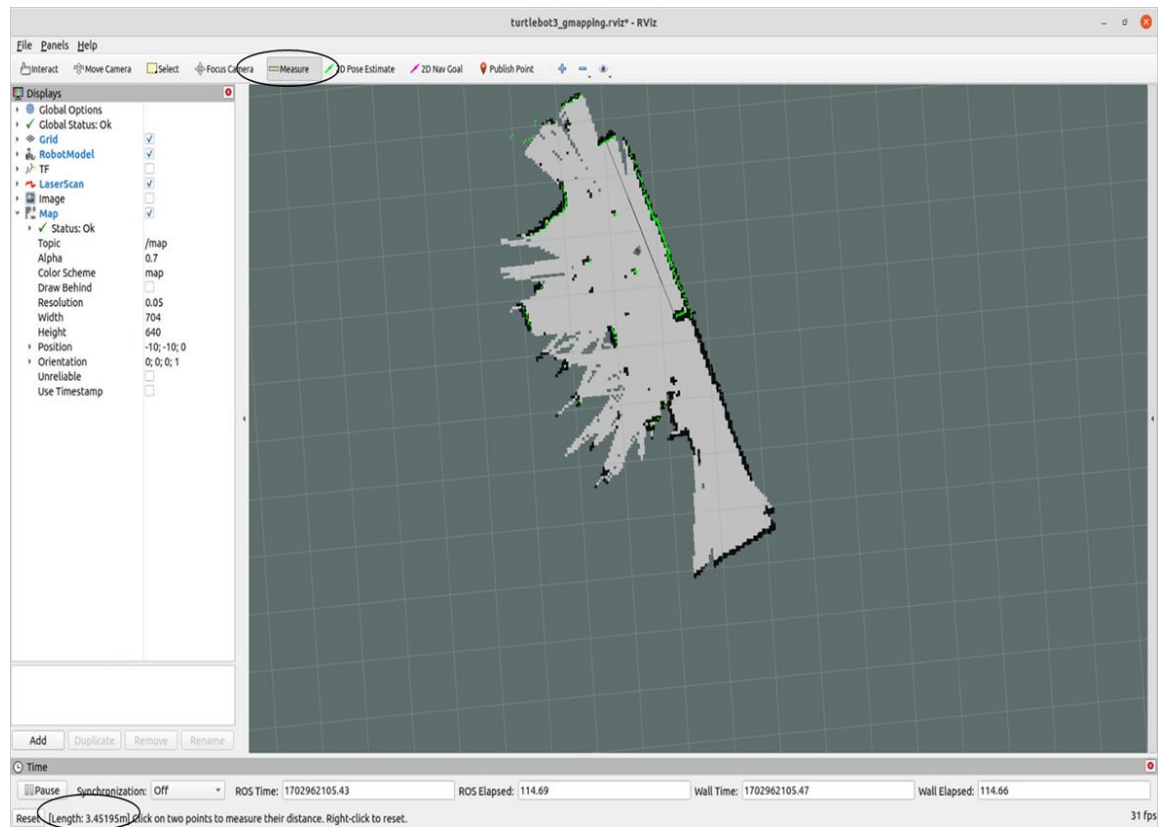 turtlebot3_gmapping.rviz* - RViz
File Panels Help
Interact Move Camera Select Focus Camera Measure 2D Pose Estimate 2D Nav Goal Publish Point
Displays
Global Options
Global Status: Ok
Grid
RobotModel
TF
LaserScan
Image
Map
Status: Ok
Topic /map
Alpha 0.7
Color Scheme map
Draw Behind
Resolution 0.05
Width 704
Height 640
Position -10; -10; 0
Orientation 0; 0; 0; 1
Unreliable
Use Timestamp
Add Duplicate Remove Rename
Time
Pause Synchronization: Off ROS Time: 1702962105.43 ROS Elapsed: 114.69 Wall Time: 1702962105.47 Wall Elapsed: 114.66
Reset [Length: 3.45195m] Click on two points to measure their distance. Right-click to reset. 31 fps